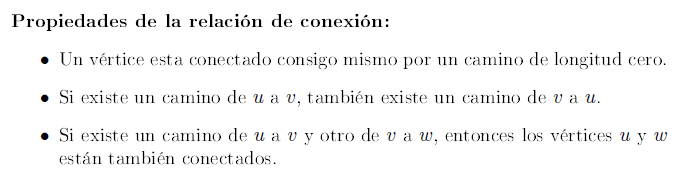 Propiedades de la relación de conexión:
• Un vértice esta conectado consigo mismo por un camino de longitud cero.
• Si existe un camino de u a v, también existe un camino de v a u.
• Si existe un camino de u a v y otro de v a w, entonces los vértices u y w
están también conectados.